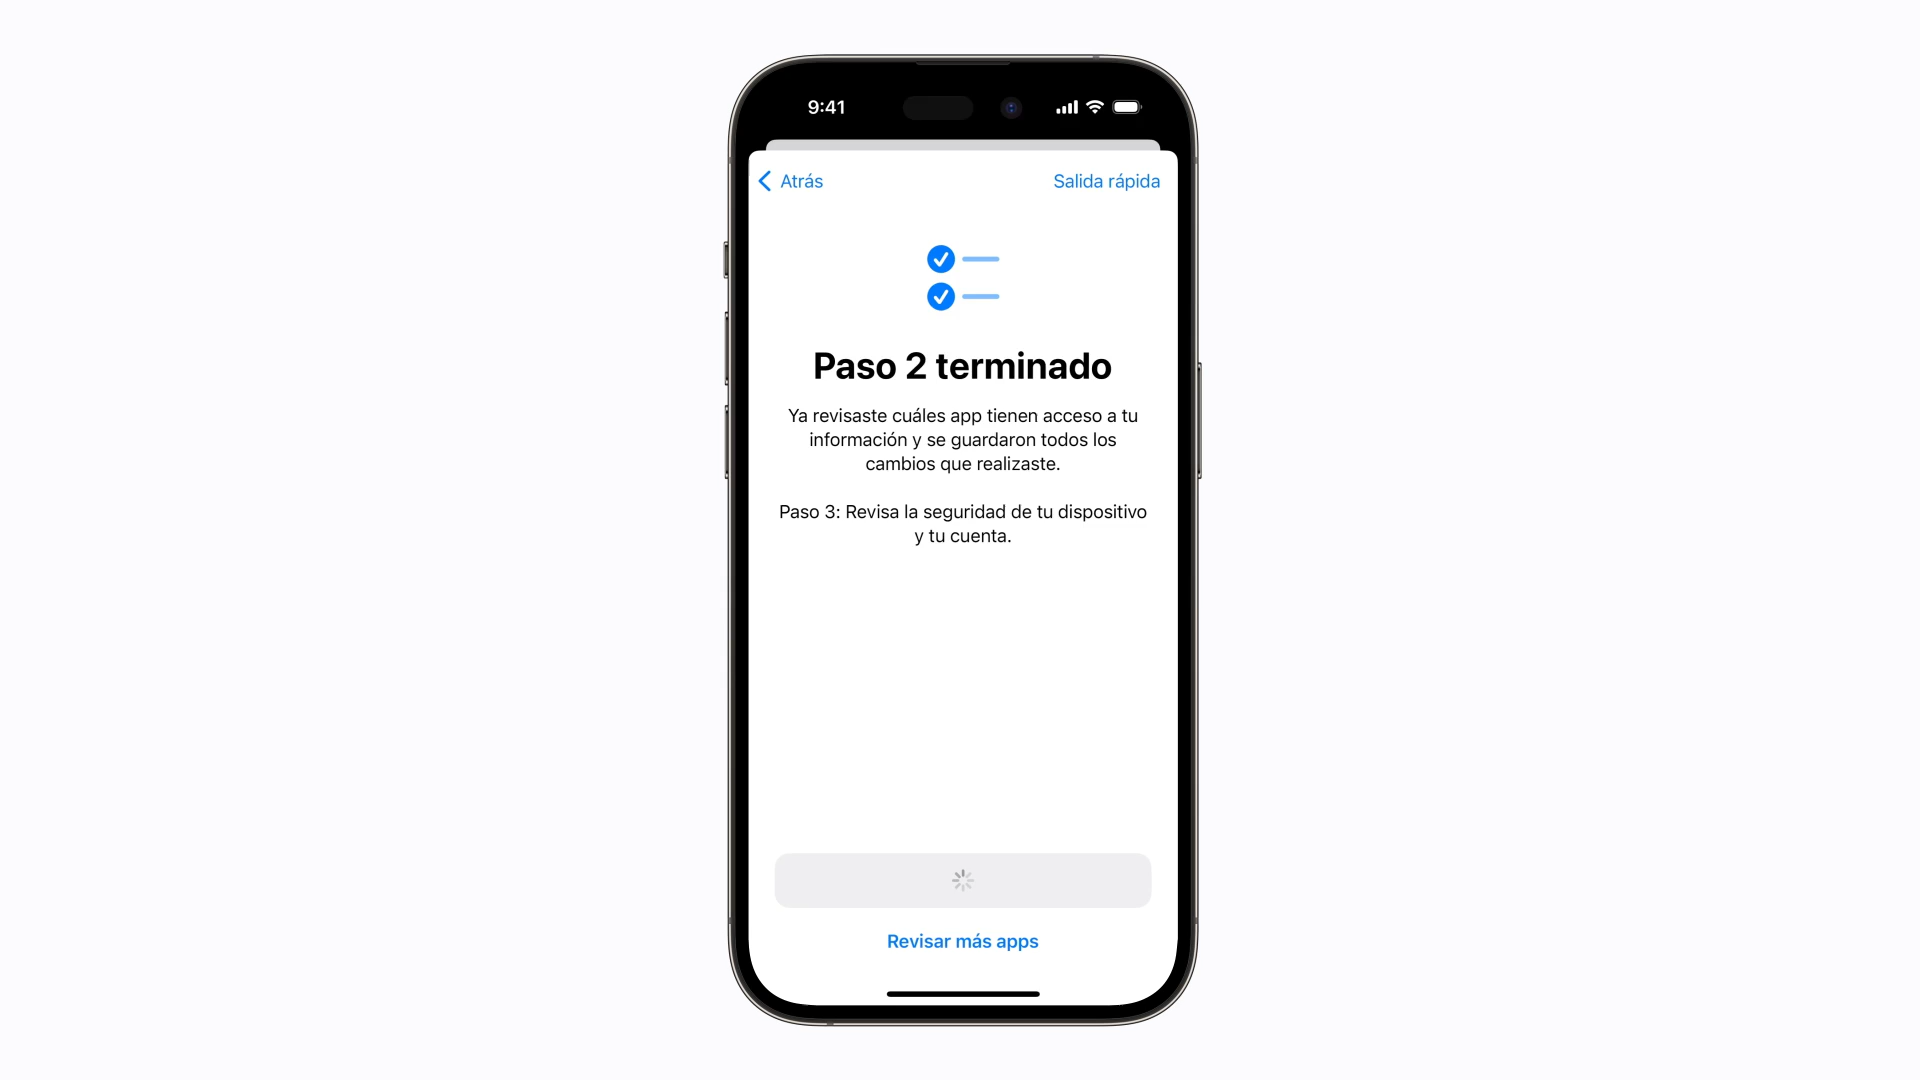 9:41
Atrás
Salida rápida
Paso 2 terminado
Ya revisaste cuáles app tienen acceso a tu
información y se guardaron todos los
cambios que realizaste.
Paso 3: Revisa la seguridad de tu dispositivo
y tu cuenta.
Revisar más apps